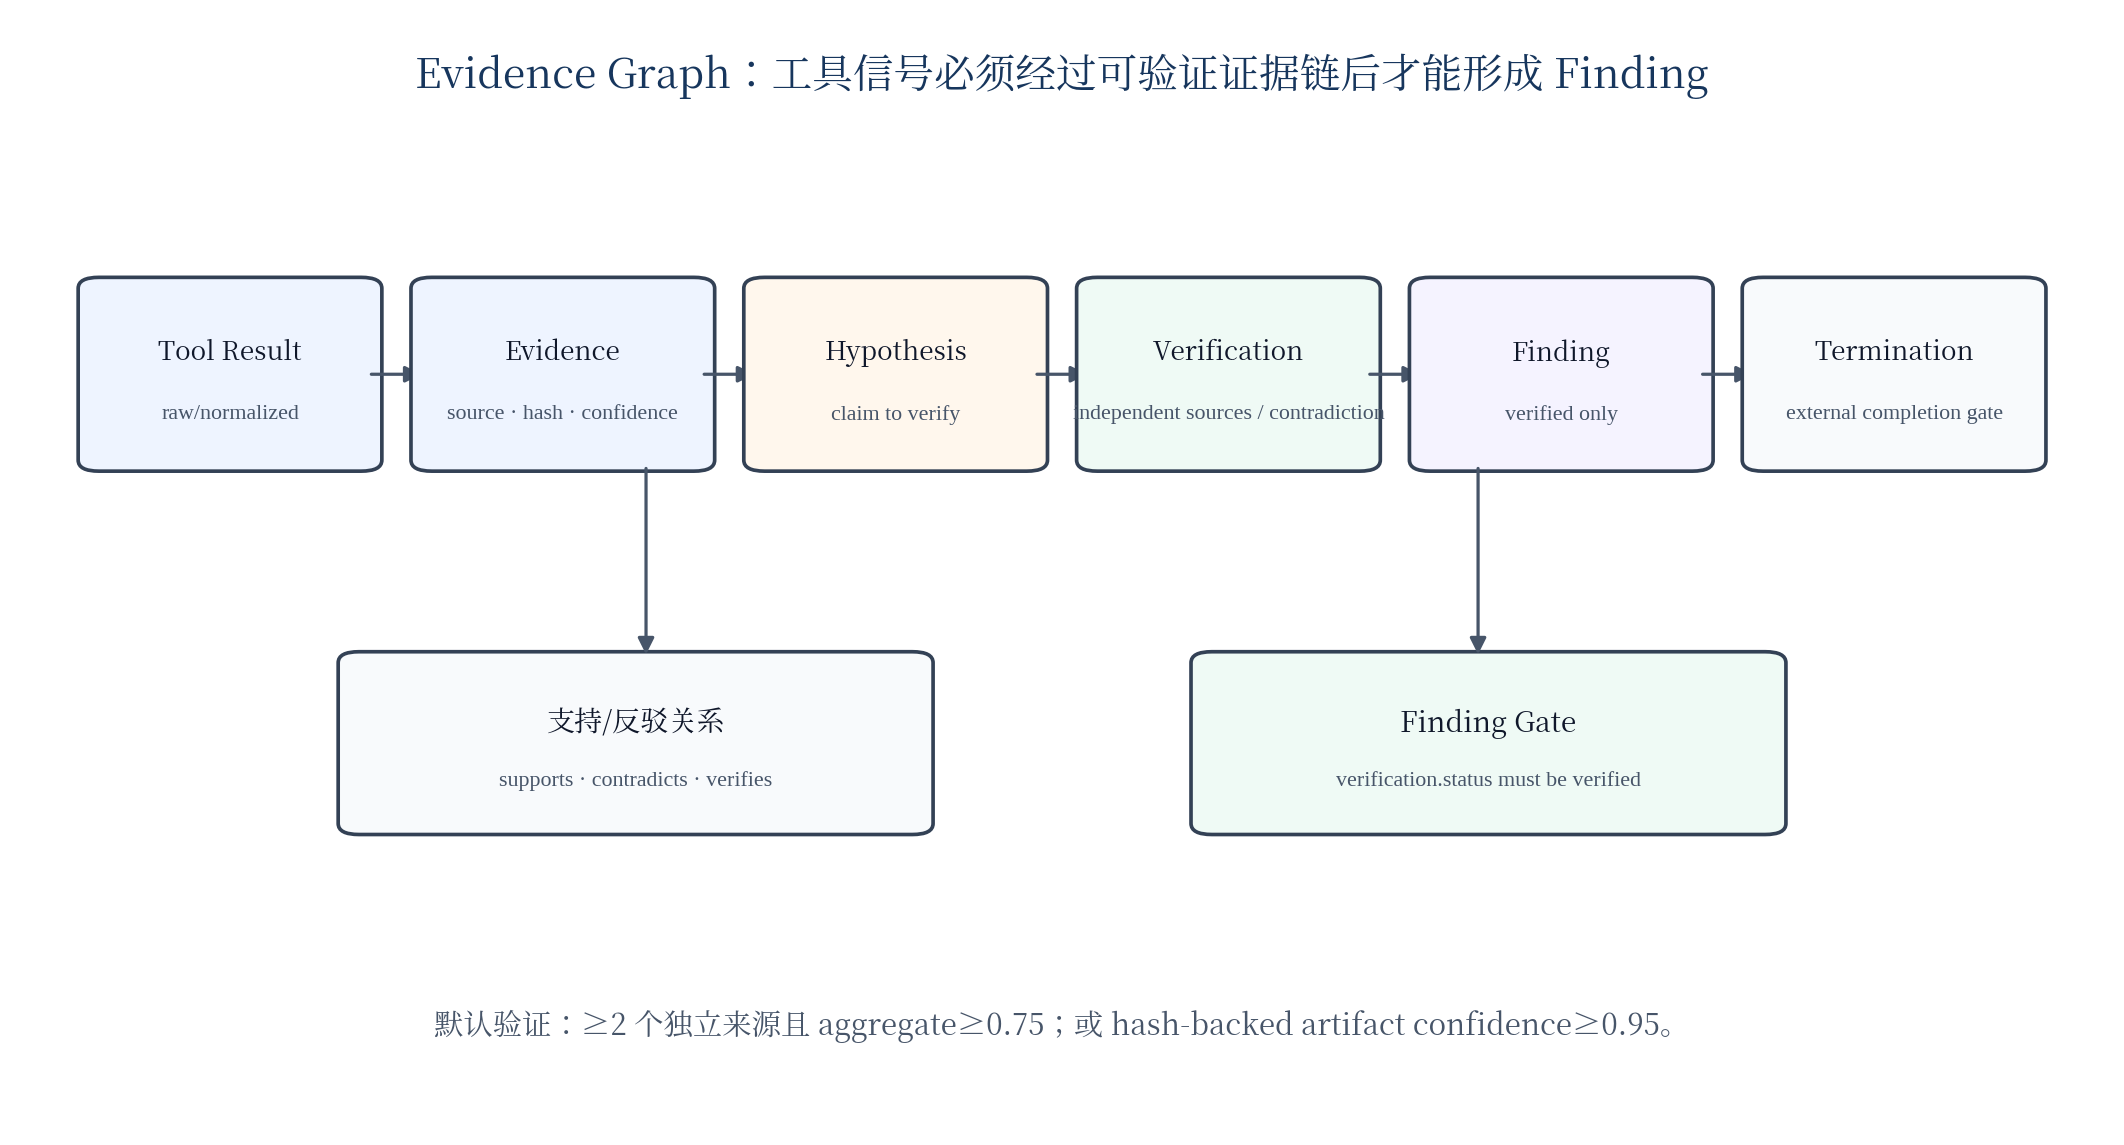 Evidence Graph：工具信号必须经过可验证证据链后才能形成 Finding
Tool Result
raw/normalized
Evidence
source · hash · confidence
Hypothesis
claim to verify
Verification
independent sources / contradiction
Finding
verified only
Termination
external completion gate
支持/反驳关系
supports · contradicts · verifies
Finding Gate
verification.status must be verified
默认验证：≥2 个独立来源且 aggregate≥0.75；或 hash-backed artifact confidence≥0.95。